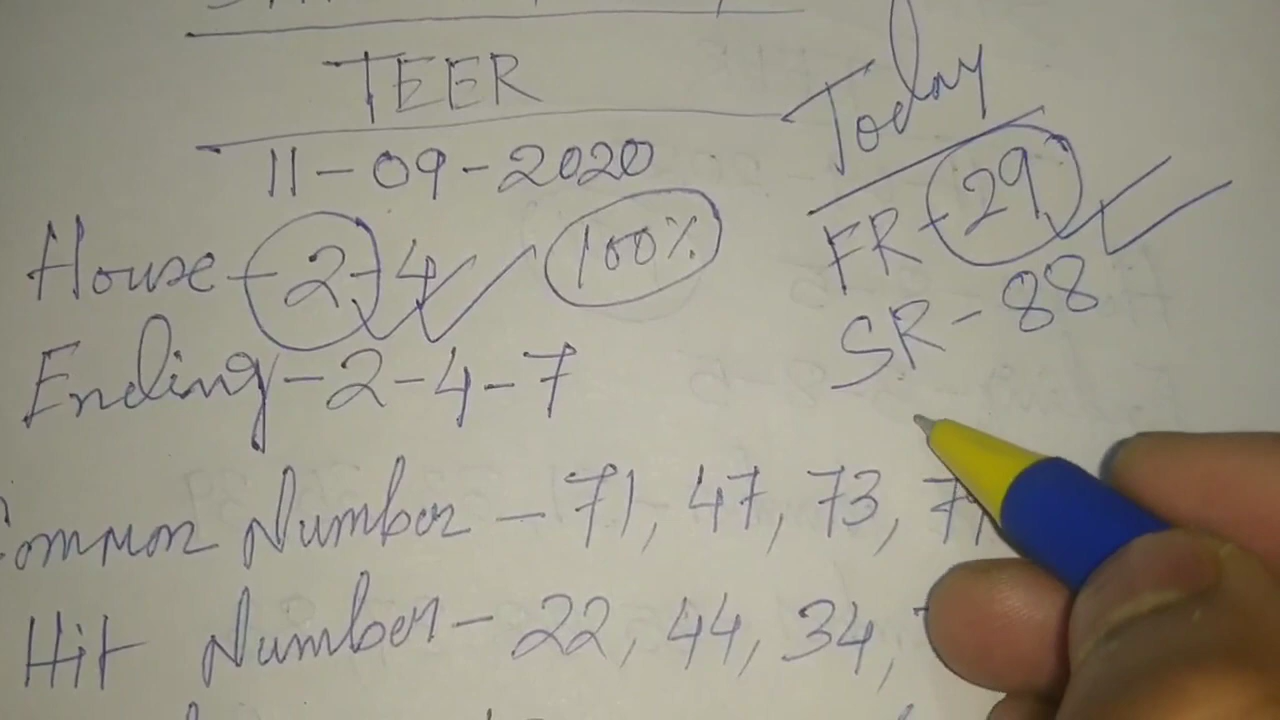 TEER
11-09-2020
House - 2-4 100%
Ending - 2-4-7
Common Number - 71, 47, 73,
Hit Number - 22, 44, 34,
Today
FR - 29
SR - 88